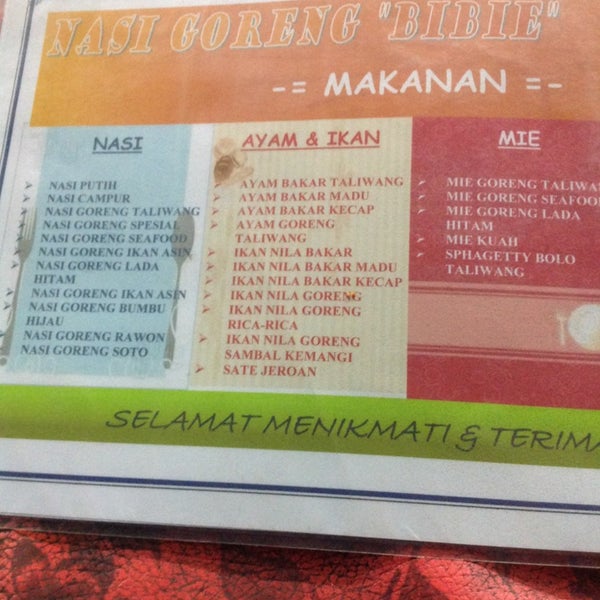 NASI GORENG "BIBIE"
-= MAKANAN =-
NASI
NASI PUTIH
NASI CAMPUR
NASI GORENG TALIWANG
NASI GORENG SPESIAL
NASI GORENG SEAFOOD
NASI GORENG IKAN ASIN
NASI GORENG LADA
HITAM
NASI GORENG IKAN ASIN
NASI GORENG BUMBU
HIJAU
NASI GORENG RAWON
NASI GORENG SOTO
AYAM & IKAN
AYAM BAKAR TALIWANG
AYAM BAKAR MADU
AYAM BAKAR KECAP
AYAM GORENG
TALIWANG
IKAN NILA BAKAR
IKAN NILA BAKAR MADU
IKAN NILA BAKAR KECAP
IKAN NILA GORENG
IKAN NILA GORENG
RICA-RICA
IKAN NILA GORENG
SAMBAL KEMANGI
SATE JEROAN
MIE
MIE GORENG TALIWAN
MIE GORENG SEAFOO
MIE GORENG LADA
HITAM
MIE KUAH
SPHAGETTY BOLO
TALIWANG
SELAMAT MENIKMATI & TERIMA